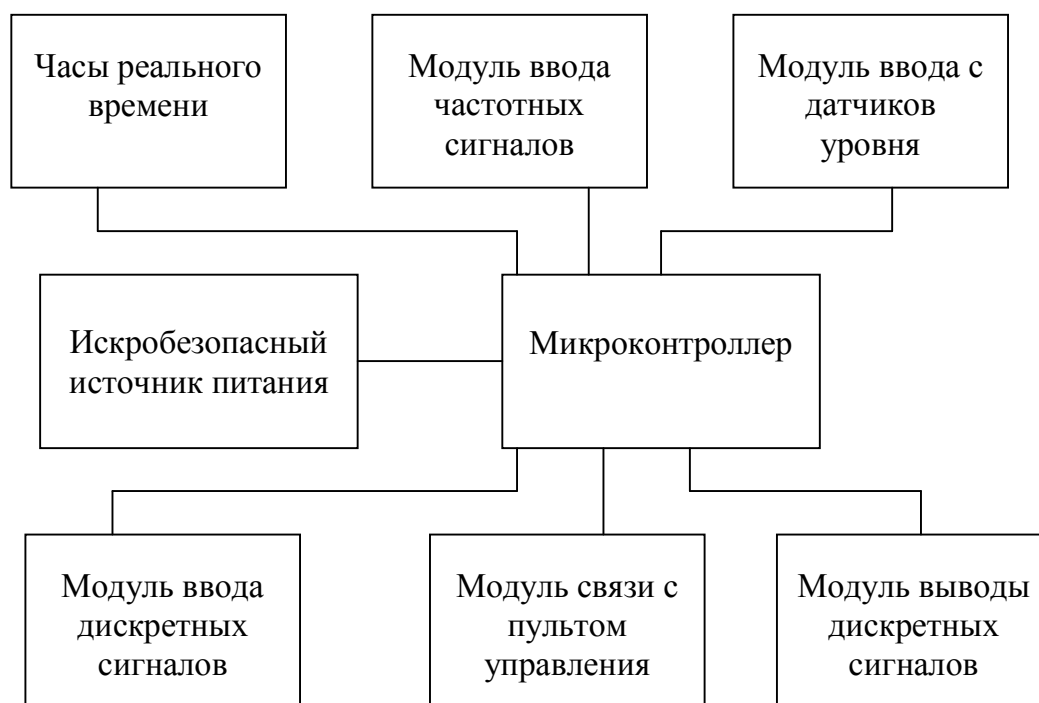 Часы реального
времени
Модуль ввода
частотных
сигналов
Модуль ввода с
датчиков
уровня
Искробезопасный
источник питания
Микроконтроллер
Модуль ввода
дискретных
сигналов
Модуль связи с
пультом
управления
Модуль выводы
дискретных
сигналов